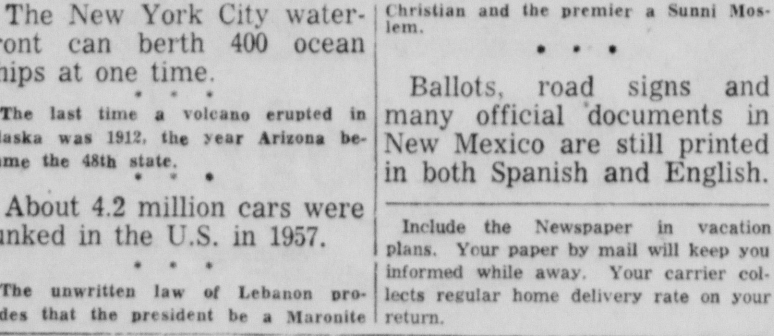 The New York City water-
ront can berth 400 ocean
hips at one time.
* * *
The last time a volcano erupted in
laska was 1912, the year Arizona be-
ame the 48th state.
* * *
About 4.2 million cars were
unked in the U.S. in 1957.
* * *
The unwritten law of Lebanon pro-
des that the president be a Maronite
Christian and the premier a Sunni Mos-
lem.
* * *
Ballots, road signs and
many official documents in
New Mexico are still printed
in both Spanish and English.
Include the Newspaper in vacation
plans. Your paper by mail will keep you
informed while away. Your carrier col-
lects regular home delivery rate on your
return.